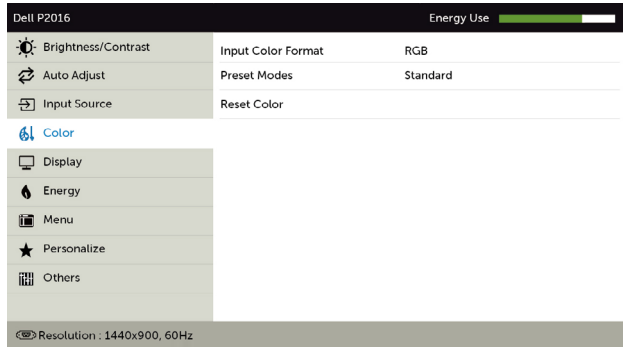 Dell P2016 Energy Use
Brightness/Contrast
Auto Adjust
Input Source
Color
Display
Energy
Menu
Personalize
Others
Input Color Format RGB
Preset Modes Standard
Reset Color
Resolution : 1440x900, 60Hz